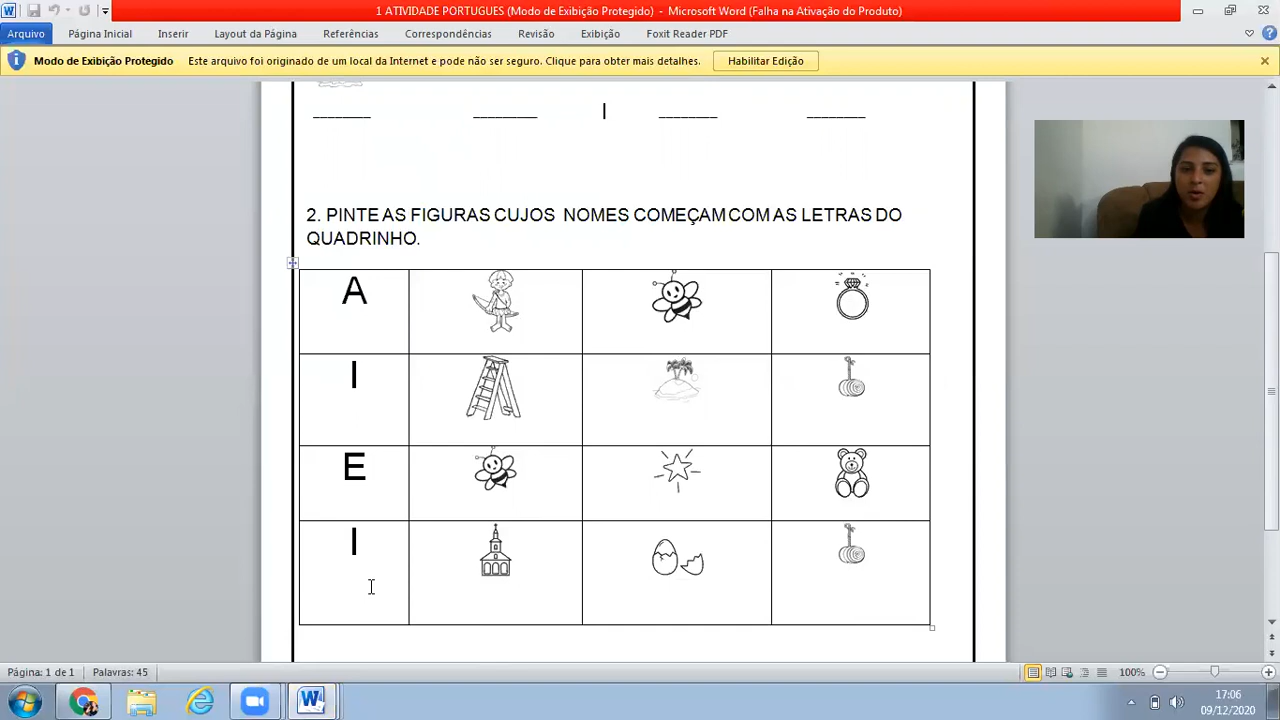 1 ATIVIDADE PORTUGUES (Modo de Exibição Protegido) - Microsoft Word (Falha na Ativação do Produto)
Arquivo Página Inicial Inserir Layout da Página Referências Correspondências Revisão Exibição Foxit Reader PDF
Modo de Exibição Protegido Este arquivo foi originado de um local da Internet e pode não ser seguro. Clique para obter mais detalhes. Habilitar Edição
________ _________ ________ ________
2. PINTE AS FIGURAS CUJOS NOMES COMEÇAM COM AS LETRAS DO
QUADRINHO.
A
I
E
I
Página: 1 de 1 Palavras: 45 100%
17:06
09/12/2020